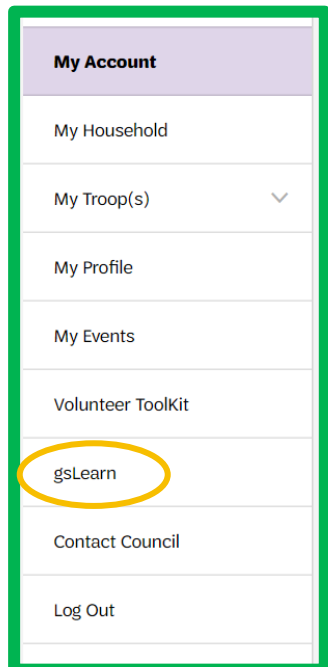 My Account
My Household
My Troop(s)
My Profile
My Events
Volunteer ToolKit
gsLearn
Contact Council
Log Out